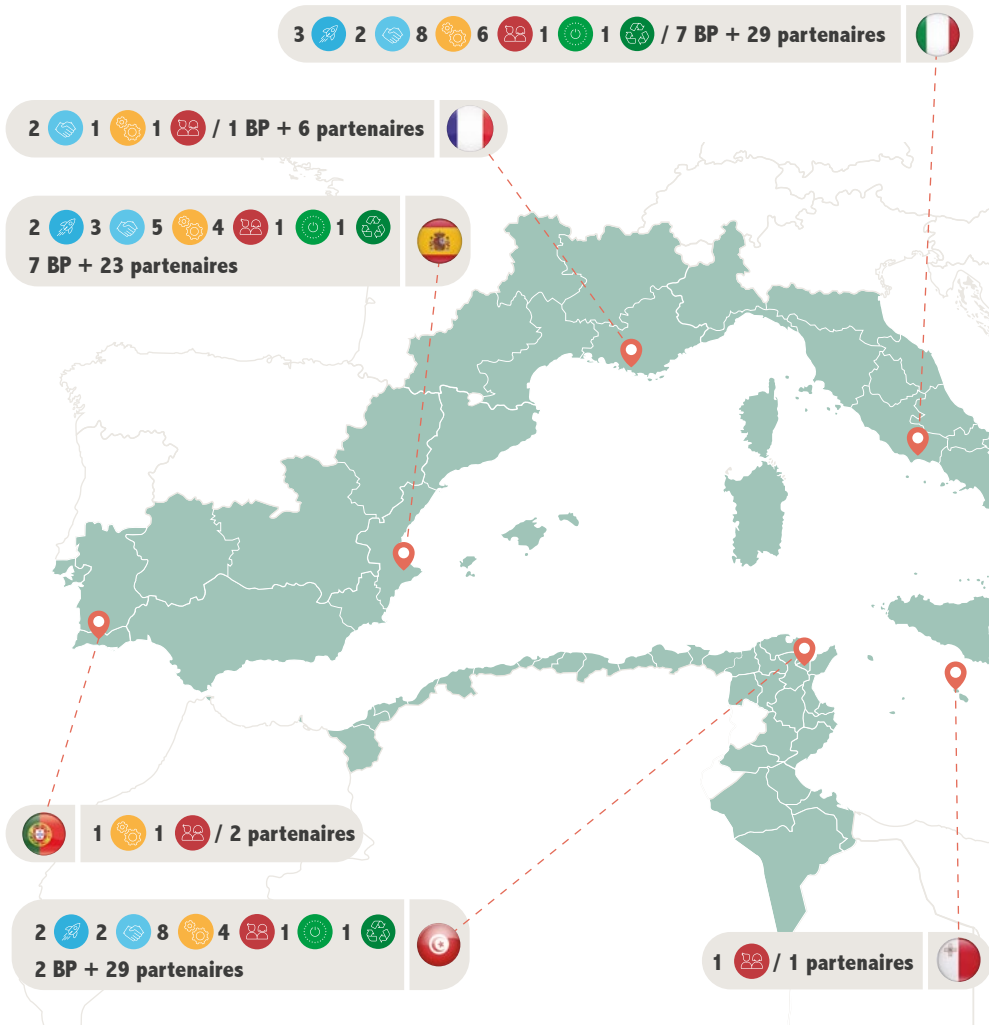 3 2 8 6 1 1 / 7 BP + 29 partenaires
2 1 1 / 1 BP + 6 partenaires
2 3 5 4 1 1
7 BP + 23 partenaires
1 1 / 2 partenaires
2 2 8 4 1 1
2 BP + 29 partenaires
1 / 1 partenaires